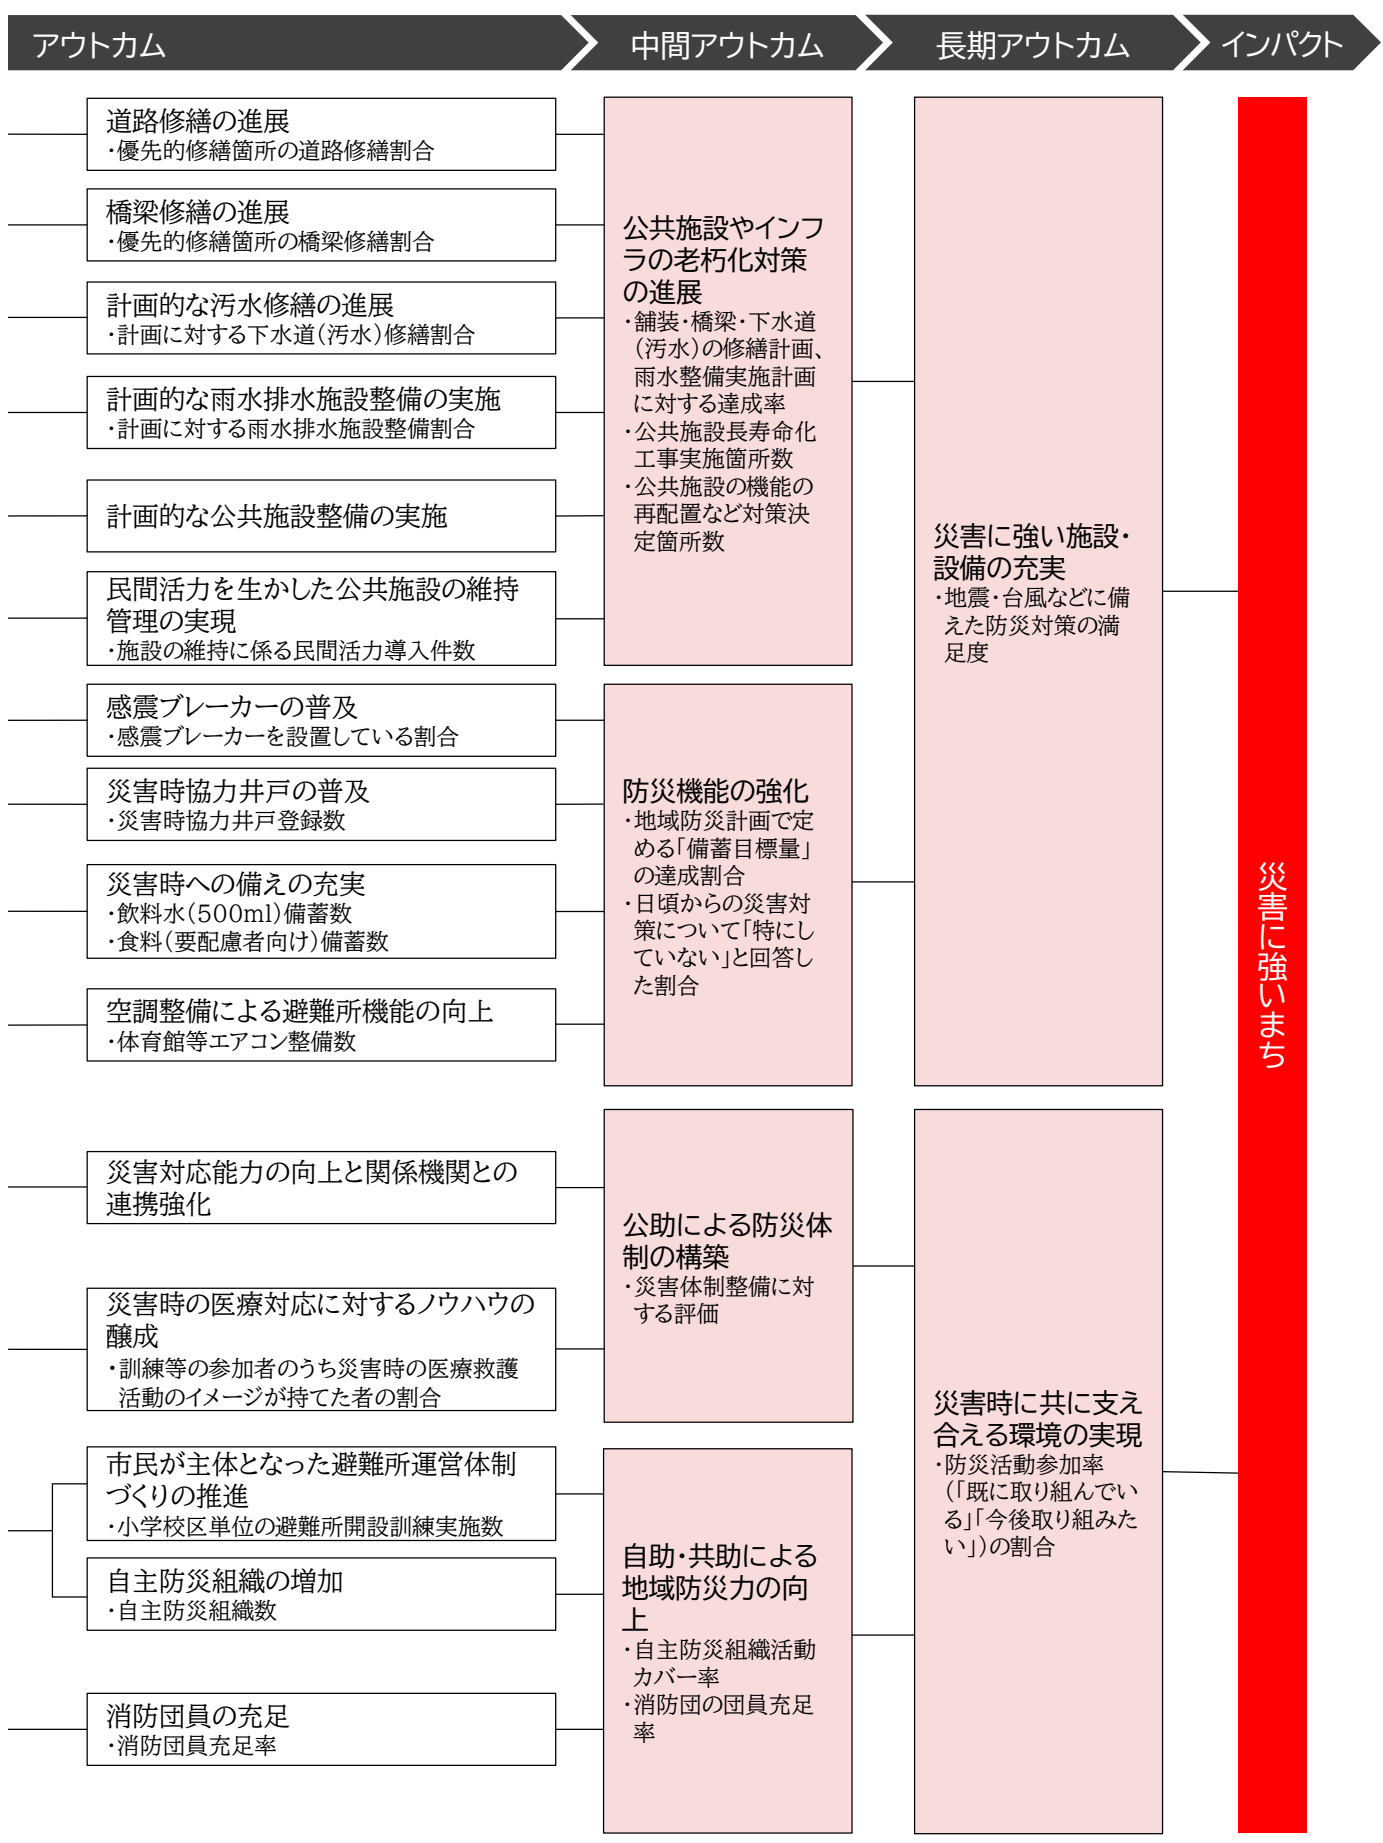 アウトカム
中間アウトカム
長期アウトカム
インパクト
道路修繕の進展
・優先的修繕箇所の道路修繕割合
橋梁修繕の進展
・優先的修繕箇所の橋梁修繕割合
計画的な汚水修繕の進展
・計画に対する下水道(汚水)修繕割合
計画的な雨水排水施設整備の実施
・計画に対する雨水排水施設整備割合
計画的な公共施設整備の実施
民間活力を生かした公共施設の維持
管理の実現
・施設の維持に係る民間活力導入件数
感震ブレーカーの普及
・感震ブレーカーを設置している割合
災害時協力井戸の普及
・災害時協力井戸登録数
災害時への備えの充実
・飲料水(500ml)備蓄数
・食料(要配慮者向け)備蓄数
空調整備による避難所機能の向上
・体育館等エアコン整備数
災害対応能力の向上と関係機関との
連携強化
災害時の医療対応に対するノウハウの
醸成
・訓練等の参加者のうち災害時の医療救護
活動のイメージが持てた者の割合
市民が主体となった避難所運営体制
づくりの推進
・小学校区単位の避難所開設訓練実施数
自主防災組織の増加
・自主防災組織数
消防団員の充足
・消防団員充足率
公共施設やインフ
ラの老朽化対策
の進展
・舗装・橋梁・下水道
(汚水)の修繕計画、
雨水整備実施計画
に対する達成率
・公共施設長寿命化
工事実施箇所数
・公共施設の機能の
再配置など対策決
定箇所数
防災機能の強化
・地域防災計画で定
める「備蓄目標量」
の達成割合
・日頃からの災害対
策について「特にし
ていない」と回答し
た割合
公助による防災体
制の構築
・災害体制整備に対
する評価
自助・共助による
地域防災力の向
上
・自主防災組織活動
カバー率
・消防団の団員充足
率
災害に強い施設・
設備の充実
・地震・台風などに備
えた防災対策の満
足度
災害時に共に支え
合える環境の実現
・防災活動参加率
(「既に取り組んでい
る」「今後取り組みた
い」)の割合
災害に強いまち